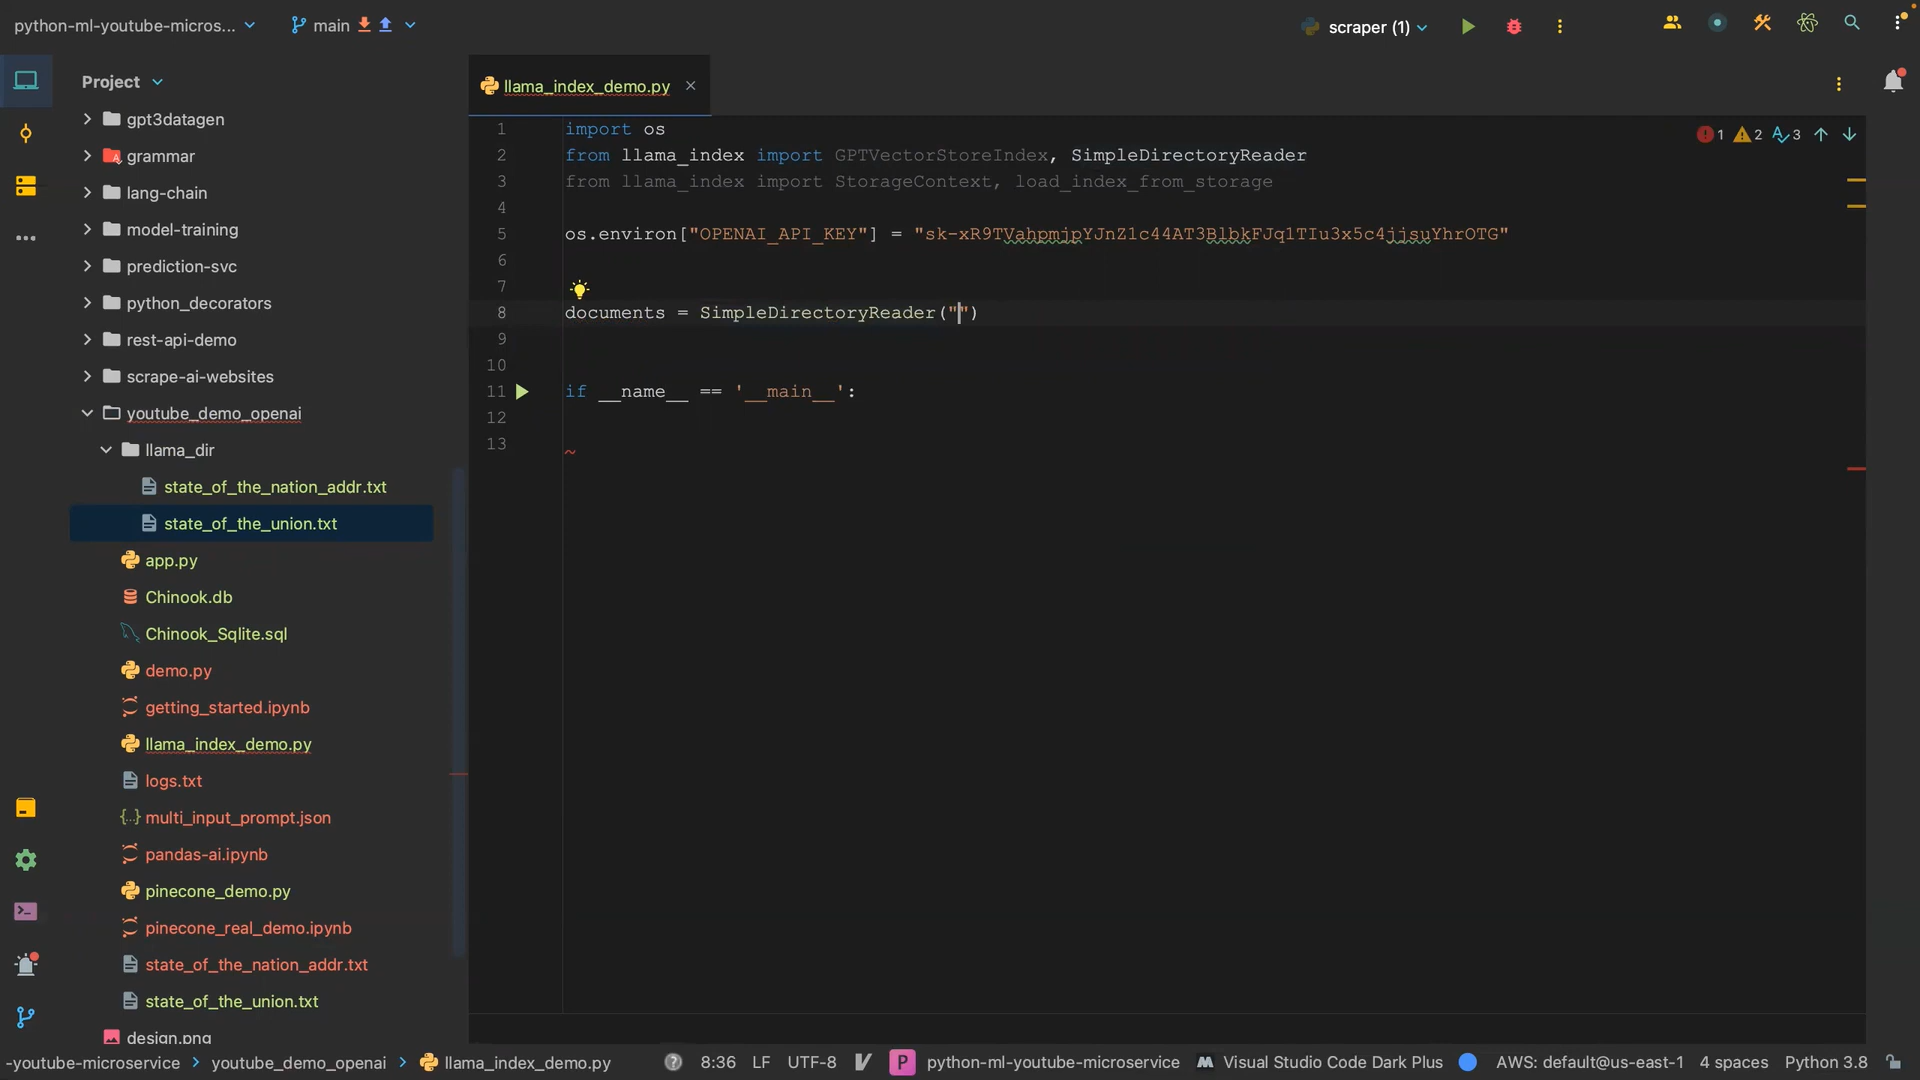 python-ml-youtube-micros...
main
scraper (1)
Project
llama_index_demo.py
gpt3datagen
grammar
lang-chain
model-training
prediction-svc
python_decorators
rest-api-demo
scrape-ai-websites
youtube_demo_openai
llama_dir
state_of_the_nation_addr.txt
state_of_the_union.txt
app.py
Chinook.db
Chinook_Sqlite.sql
demo.py
getting_started.ipynb
llama_index_demo.py
logs.txt
multi_input_prompt.json
pandas-ai.ipynb
pinecone_demo.py
pinecone_real_demo.ipynb
state_of_the_nation_addr.txt
state_of_the_union.txt
design.png
1 import os
1 2 3
2 from llama_index import GPTVectorStoreIndex, SimpleDirectoryReader
3 from llama_index import StorageContext, load_index_from_storage
4
5 os.environ["OPENAI_API_KEY"] = "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"
6
7
8 documents = SimpleDirectoryReader("")
9
10
11 if __name__ == '__main__':
12
13
-youtube-microservice > youtube_demo_openai > llama_index_demo.py
8:36 LF UTF-8 P python-ml-youtube-microservice Visual Studio Code Dark Plus AWS: default@us-east-1 4 spaces Python 3.8